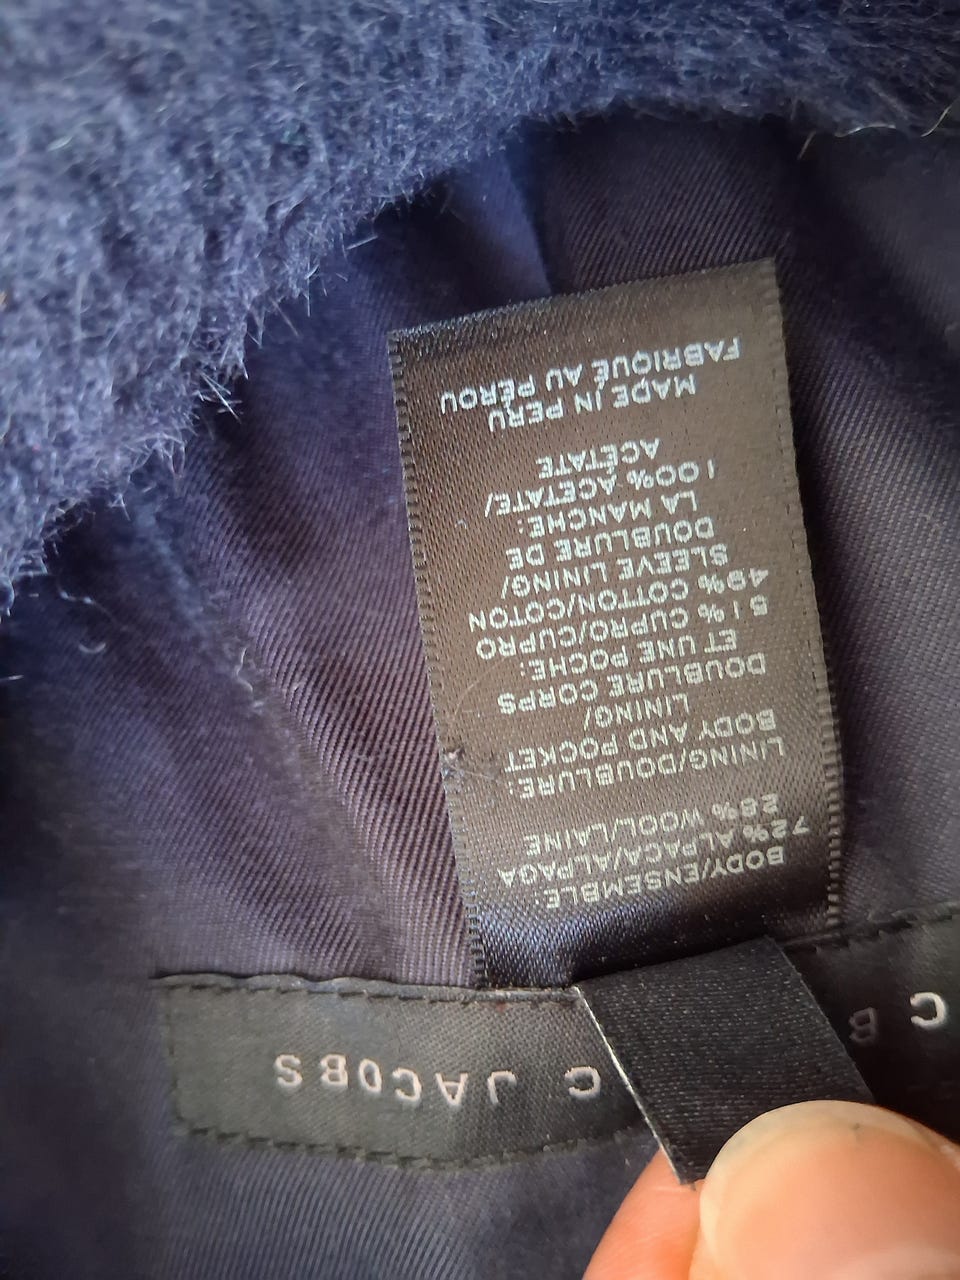 C B C JACOBS
BODY/ENSEMBLE:
72% ALPACA/ALPAGA
28% WOOL/LAINE
LINING/DOUBLURE:
BODY AND POCKET
LINING/
DOUBLURE CORPS
ET UNE POCHE:
51% CUPRO/CUPRO
49% COTTON/COTON
SLEEVE LINING/
DOUBLURE DE
LA MANCHE:
100% ACETATE/
ACÉTATE
MADE IN PERU
FABRIQUÉ AU PÉROU